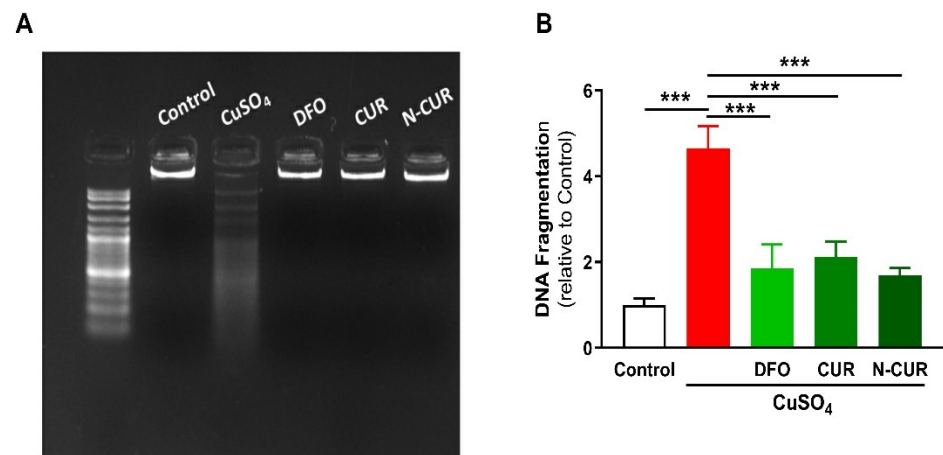 A
Control
CuSO₄
DFO
CUR
N-CUR
B
***
***
***
***
DNA Fragmentation
(relative to Control)
6
4
2
0
Control
DFO
CUR
N-CUR
CuSO₄